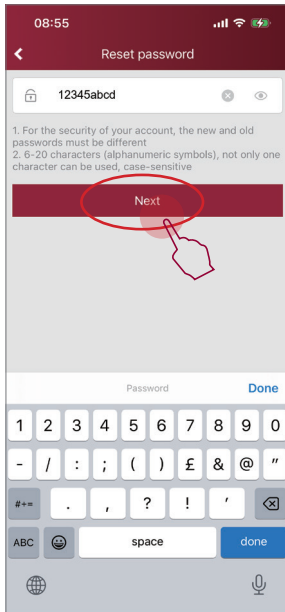 08:55
Reset password
12345abcd
1. For the security of your account, the new and old
passwords must be different
2. 6-20 characters (alphanumeric symbols), not only one
character can be used, case-sensitive
Next
Password Done
1 2 3 4 5 6 7 8 9 0
- / : ; ( ) £ & @ "
#+= . , ? ! '
ABC space done